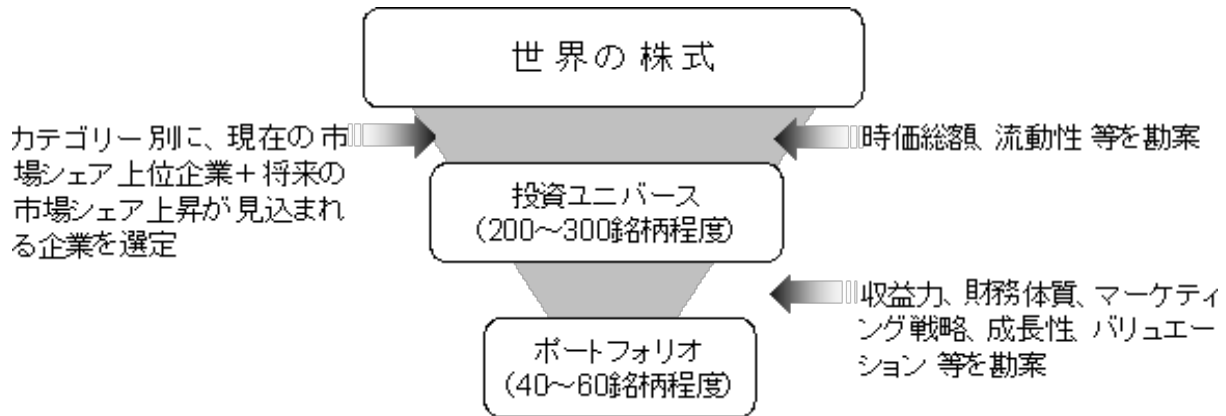 世界の株式
カテゴリー別に、現在の市
場シェア上位企業＋将来の
市場シェア上昇が見込まれ
る企業を選定
時価総額、流動性等を勘案
投資ユニバース
(200～300銘柄程度)
収益力、財務体質、マーケティ
ング戦略、成長性、バリュエー
ション等を勘案
ポートフォリオ
(40～60銘柄程度)